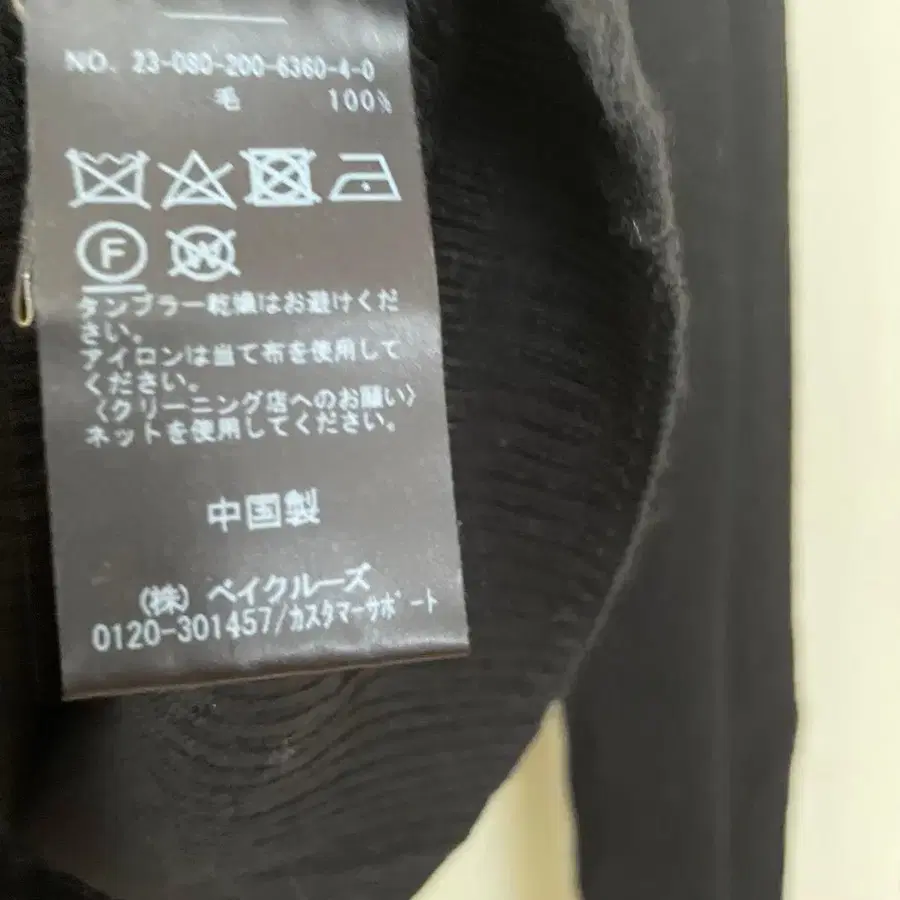 NO. 23-080-200-6360-4-0
毛 100%
F
W
タンブラー乾燥はお避けくだ
さい。
アイロンは当て布を使用して
ください。
〈クリーニング店へのお願い〉
ネットを使用してください。
中国製
(株) ベイクルーズ
0120-301457/カスタマーサポート